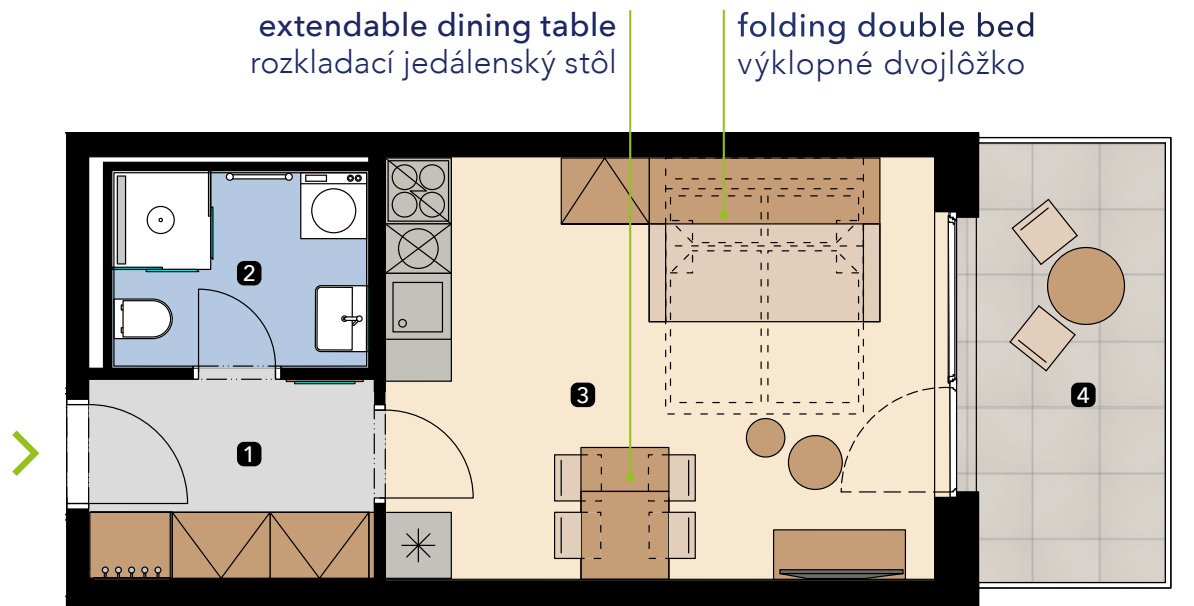 extendable dining table
rozkladací jedálenský stôl
folding double bed
výklopné dvojlôžko
2
3
4
1